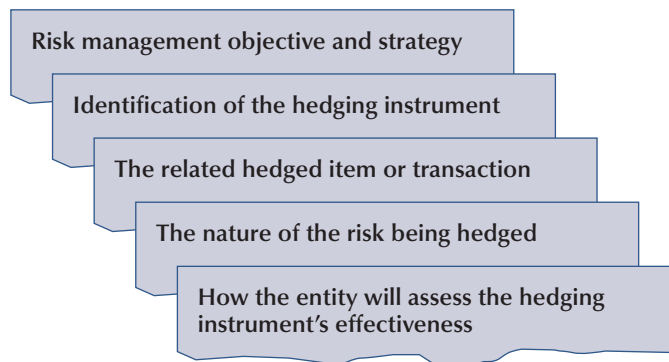 Risk management objective and strategy
Identification of the hedging instrument
The related hedged item or transaction
The nature of the risk being hedged
How the entity will assess the hedging
instrument’s effectiveness